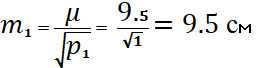 m₁ = μ/√p₁ = 9.5/√1 = 9.5 см